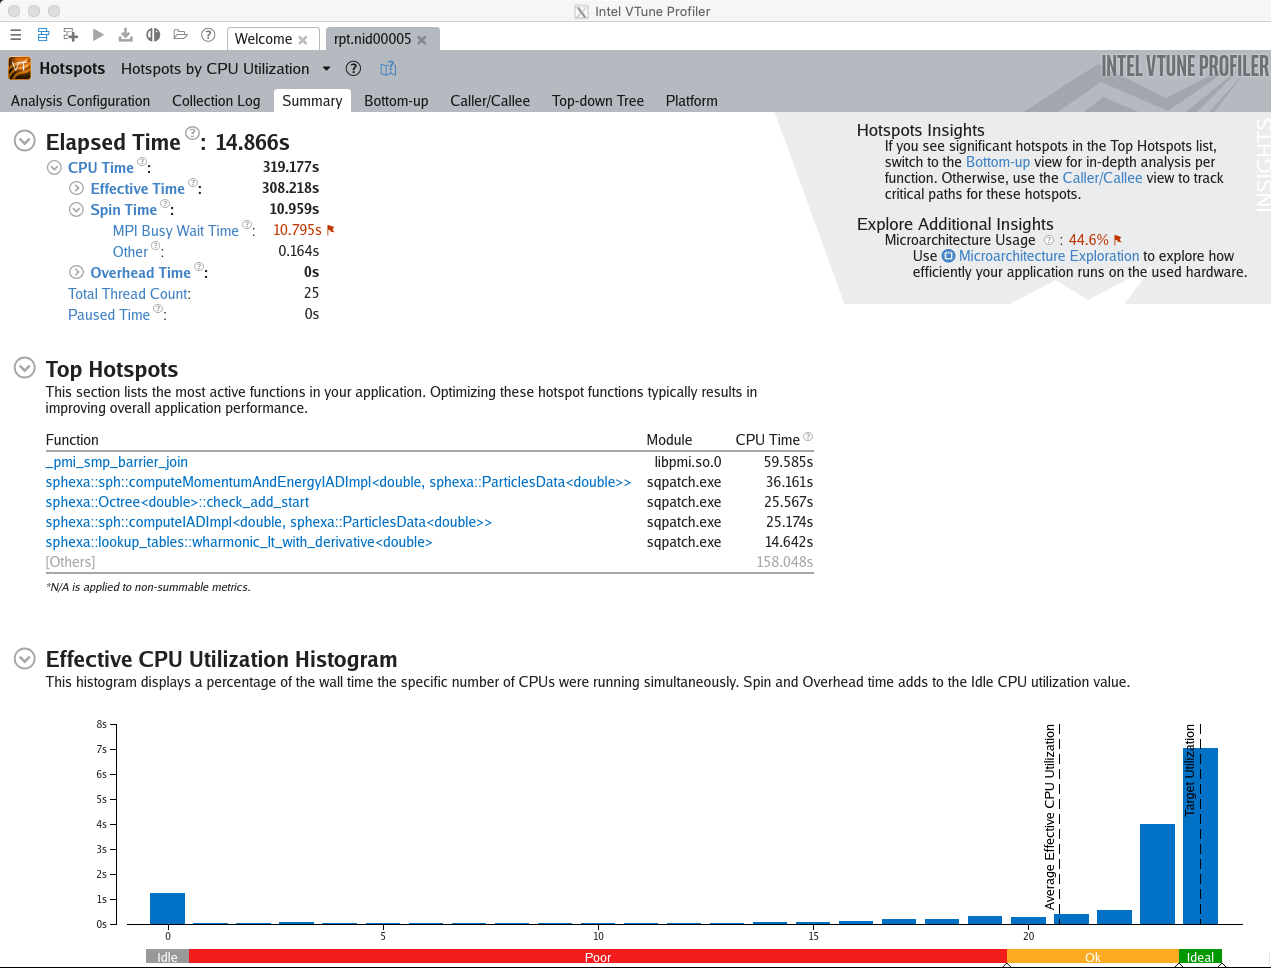 Intel VTune Profiler
Welcome
rpt.nid00005
Hotspots Hotspots by CPU Utilization
INTEL VTUNE PROFILER
Analysis Configuration Collection Log Summary Bottom-up Caller/Callee Top-down Tree Platform
Elapsed Time ? : 14.866s
CPU Time ? : 319.177s
Effective Time ? : 308.218s
Spin Time ? : 10.959s
MPI Busy Wait Time ? : 10.795s
Other ? : 0.164s
Overhead Time ? : 0s
Total Thread Count: 25
Paused Time ? : 0s
Hotspots Insights
If you see significant hotspots in the Top Hotspots list,
switch to the Bottom-up view for in-depth analysis per
function. Otherwise, use the Caller/Callee view to track
critical paths for these hotspots.
Explore Additional Insights
Microarchitecture Usage ? : 44.6%
Use Microarchitecture Exploration to explore how
efficiently your application runs on the used hardware.
INSIGHTS
Top Hotspots
This section lists the most active functions in your application. Optimizing these hotspot functions typically results in
improving overall application performance.
Function Module CPU Time ?
_pmi_smp_barrier_join libpmi.so.0 59.585s
sphexa::sph::computeMomentumAndEnergyIADImpl<double, sphexa::ParticlesData<double>> sqpatch.exe 36.161s
sphexa::Octree<double>::check_add_start sqpatch.exe 25.567s
sphexa::sph::computeIADImpl<double, sphexa::ParticlesData<double>> sqpatch.exe 25.174s
sphexa::lookup_tables::wharmonic_lt_with_derivative<double> sqpatch.exe 14.642s
[Others] 158.048s
*N/A is applied to non-summable metrics.
Effective CPU Utilization Histogram
This histogram displays a percentage of the wall time the specific number of CPUs were running simultaneously. Spin and Overhead time adds to the Idle CPU utilization value.
8s
7s
6s
5s
4s
3s
2s
1s
0s
Average Effective CPU Utilization
Target Utilization
0 5 10 15 20
Idle Poor Ok Ideal